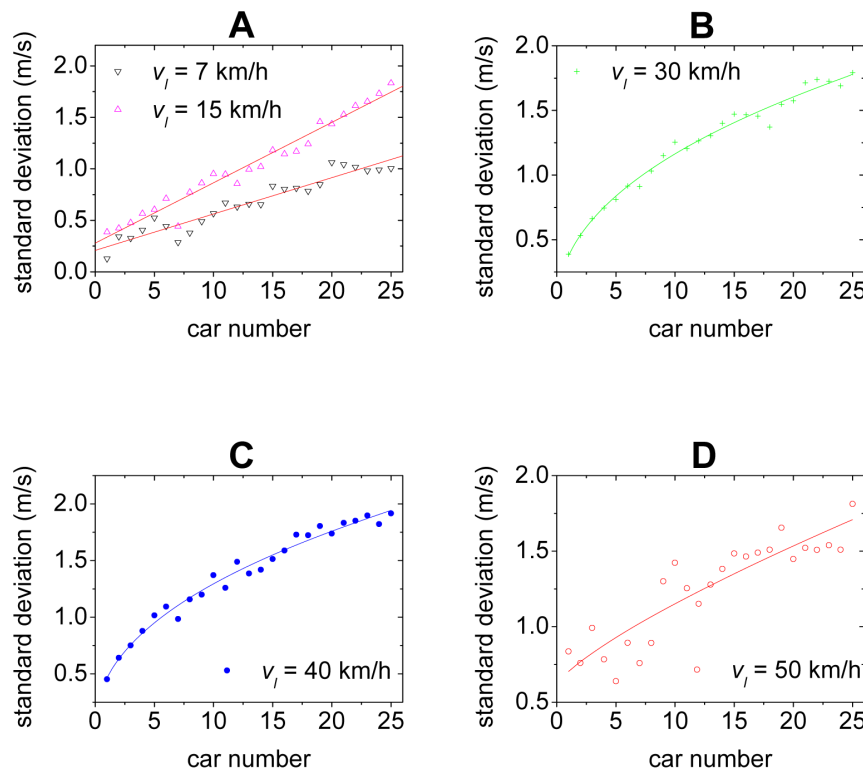 A
standard deviation (m/s)
2.0
1.5
1.0
0.5
0.0
v_l = 7 km/h
v_l = 15 km/h
0 5 10 15 20 25
car number
B
standard deviation (m/s)
2.0
1.5
1.0
0.5
v_l = 30 km/h
0 5 10 15 20 25
car number
C
standard deviation (m/s)
2.0
1.5
1.0
0.5
v_l = 40 km/h
0 5 10 15 20 25
car number
D
standard deviation (m/s)
2.0
1.5
1.0
0.5
v_l = 50 km/h
0 5 10 15 20 25
car number